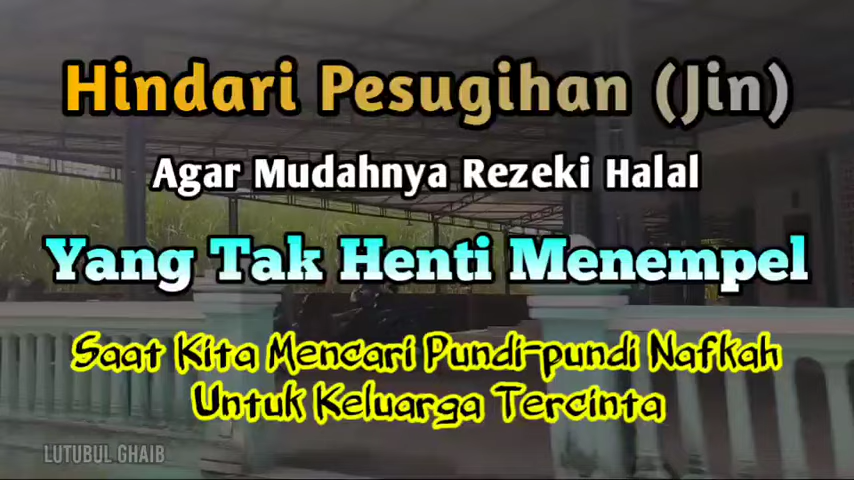 Hindari Pesugihan (Jin)
Agar Mudahnya Rezeki Halal
Yang Tak Henti Menempel
Saat Kita Mencari Pundi-pundi Nafkah
Untuk Keluarga Tercinta
LUTUBUL GHAIB